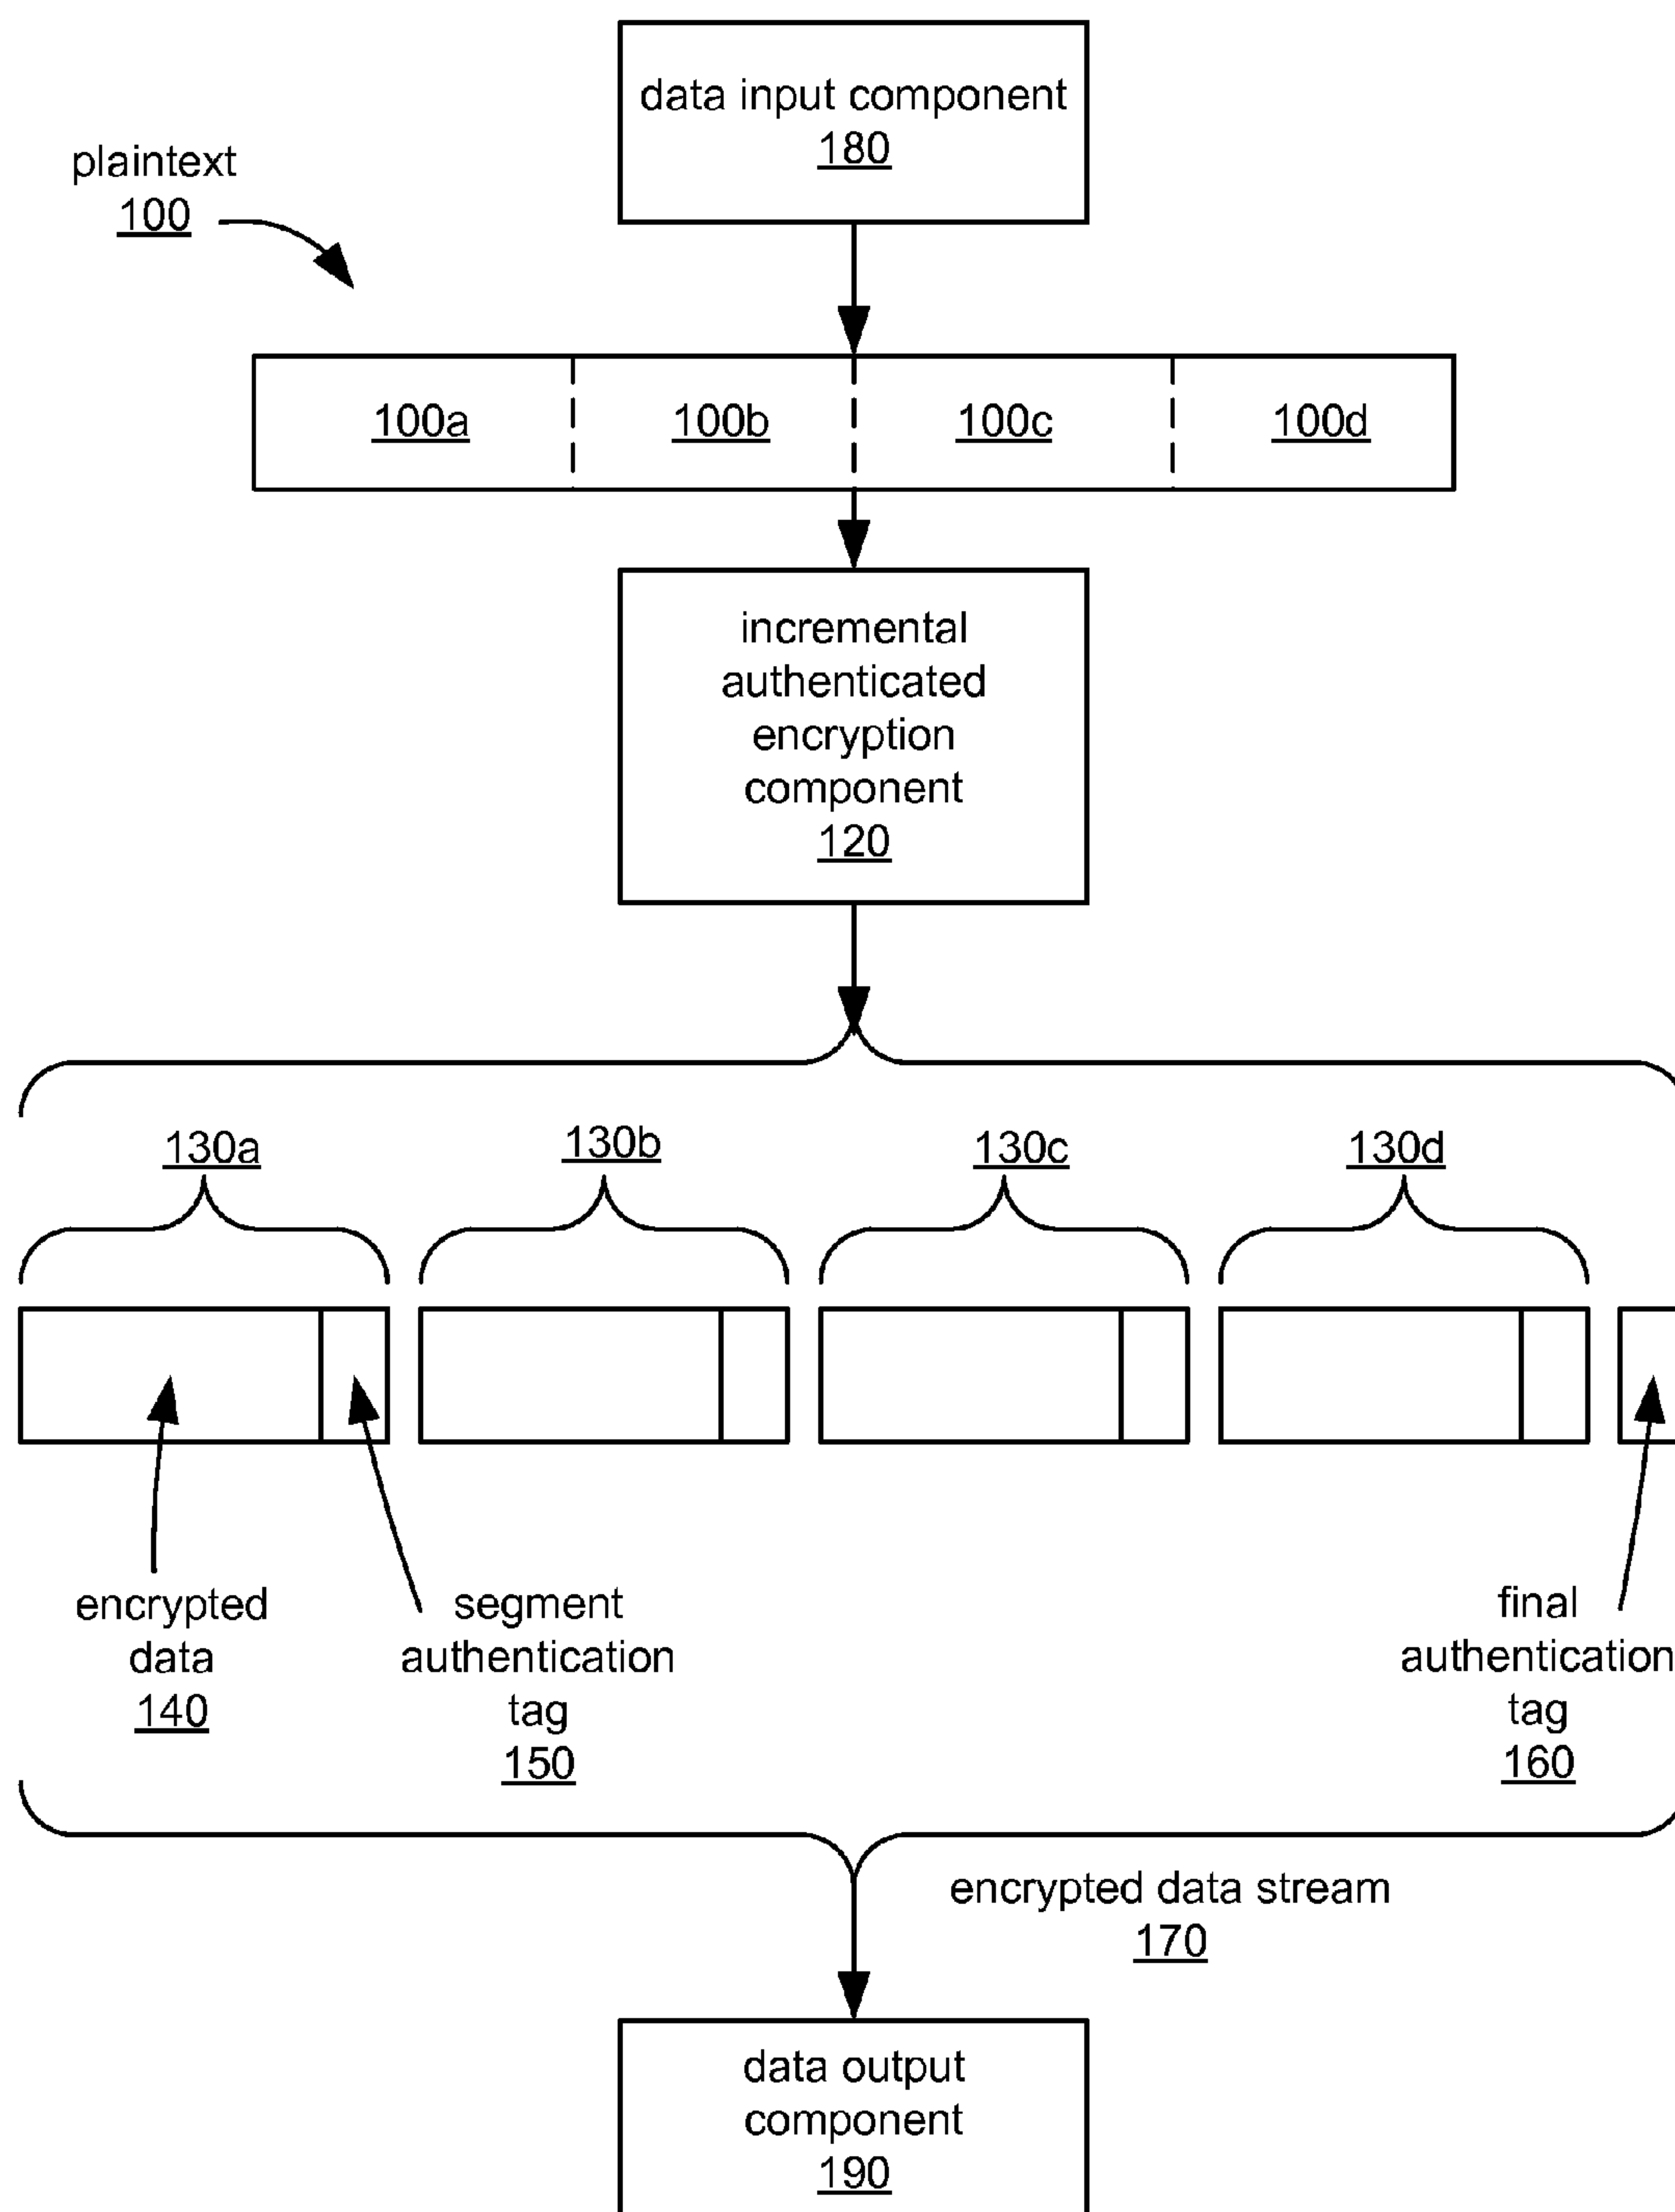 data input component
180
plaintext
100
100a 100b 100c 100d
incremental
authenticated
encryption
component
120
130a 130b 130c 130d
encrypted
data
140
segment
authentication
tag
150
final
authentication
tag
160
encrypted data stream
170
data output
component
190